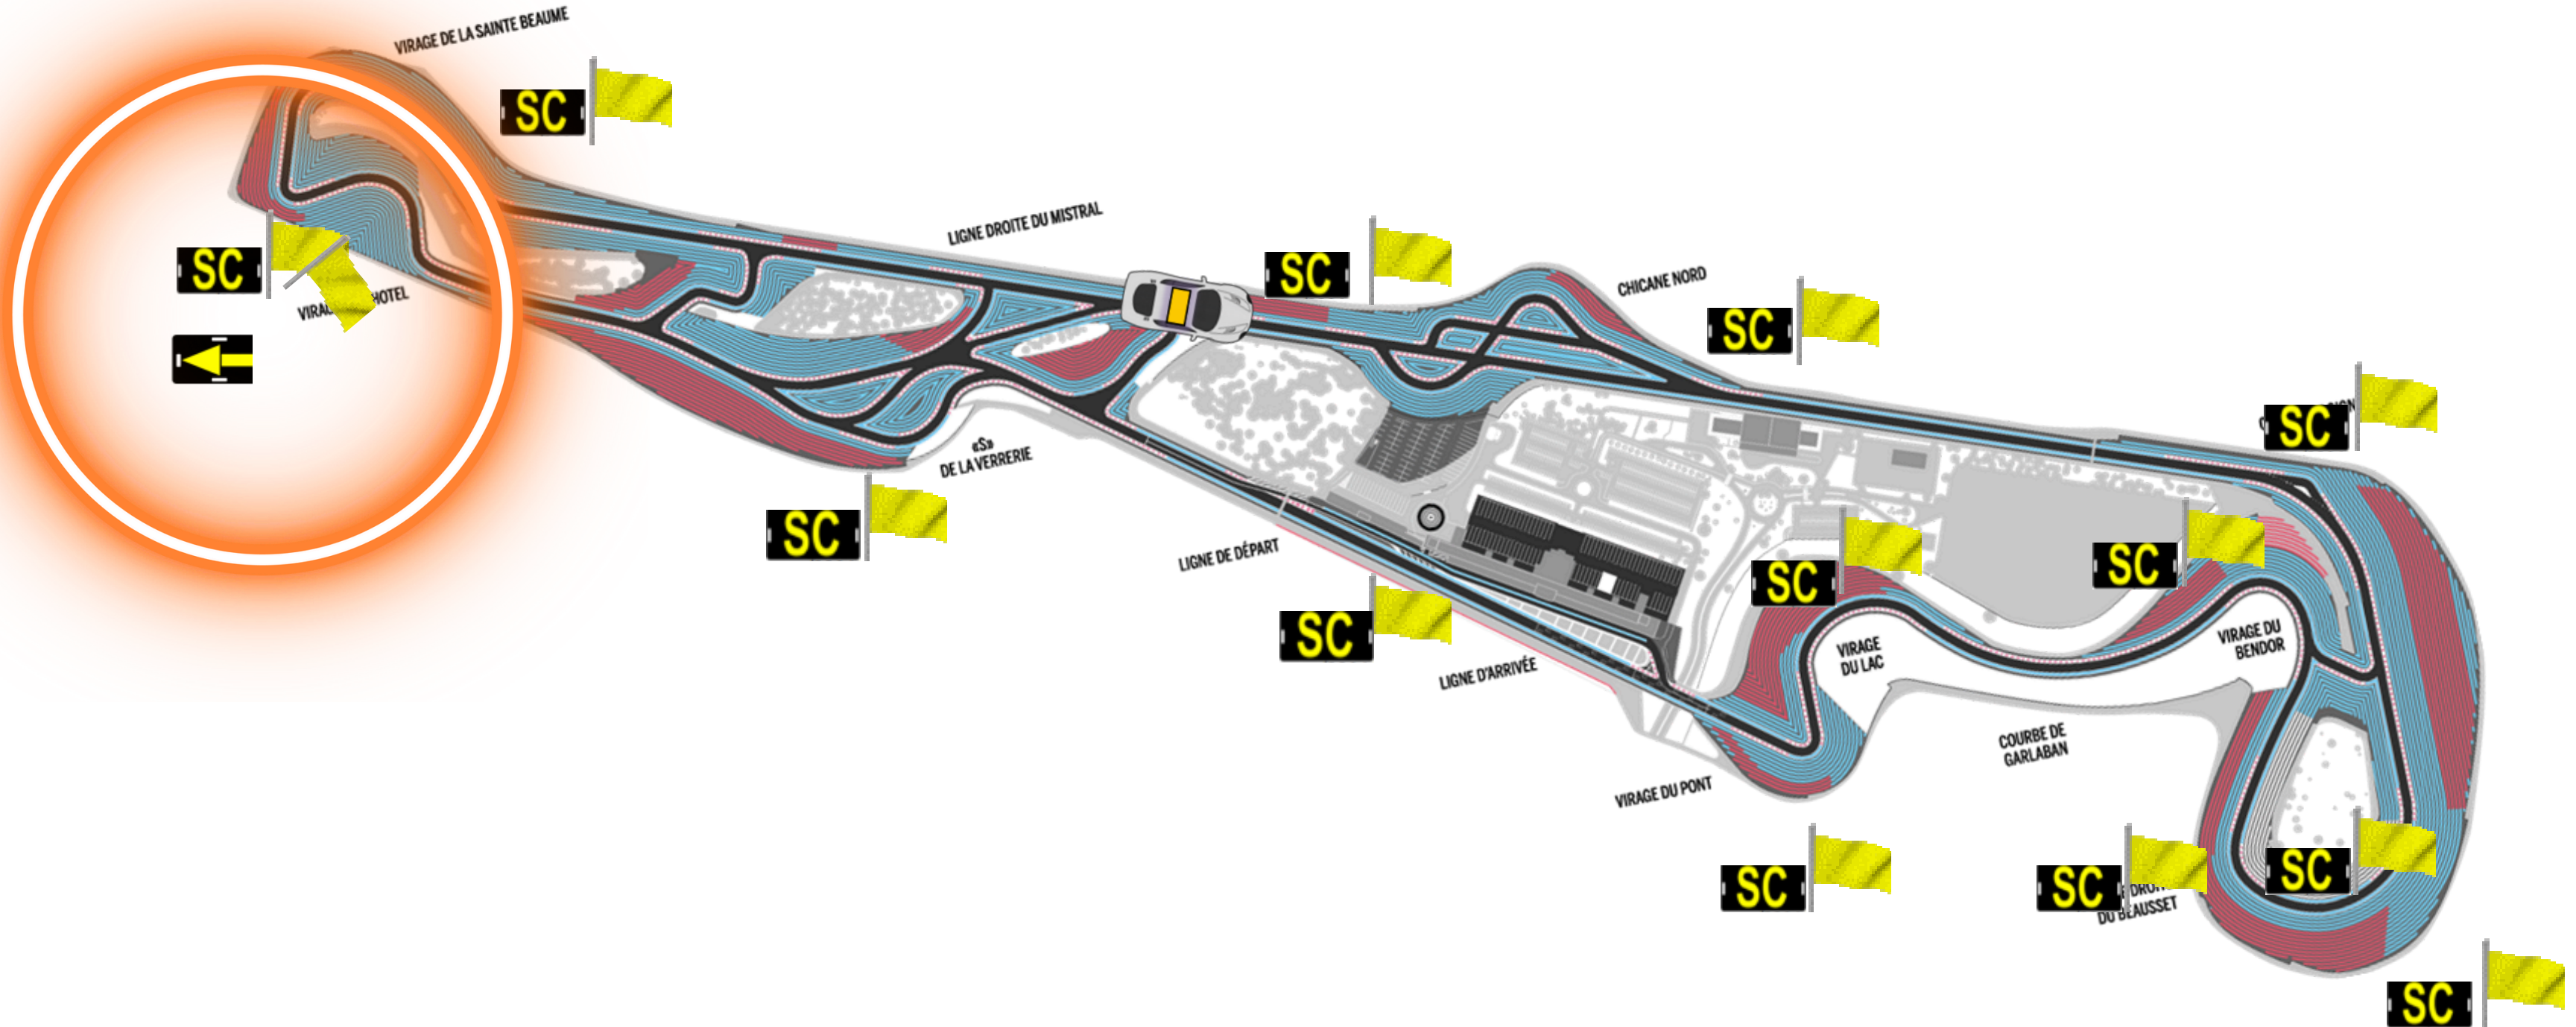 VIRAGE DE LA SAINTE BEAUME
SC
LIGNE DROITE DU MISTRAL
SC
SC
HOTEL
SC
CHICANE NORD
SC
SC
«S»
DE LA VERRERIE
SC
LIGNE DE DÉPART
SC
SC
SC
LIGNE D'ARRIVÉE
VIRAGE
DU LAC
VIRAGE DU
BENDOR
COURBE DE
GARLABAN
VIRAGE DU PONT
SC
SC
SC
DU BEAUSSET
SC